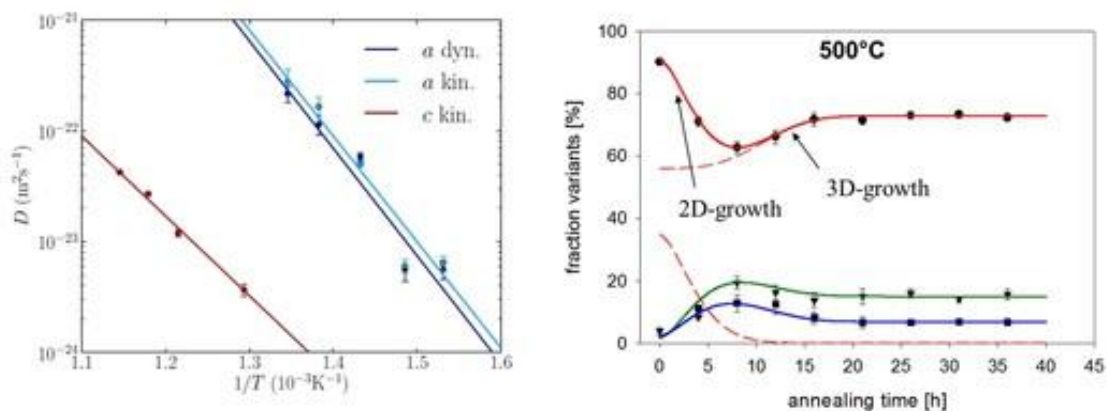 10⁻²¹
10⁻²²
10⁻²³
10⁻²⁴
D (m²s⁻¹)
a dyn.
a kin.
c kin.
1.1 1.2 1.3 1.4 1.5 1.6
1/T (10⁻³K⁻¹)
500°C
100
80
60
40
20
0
fraction variants [%]
2D-growth
3D-growth
0 5 10 15 20 25 30 35 40 45
annealing time [h]